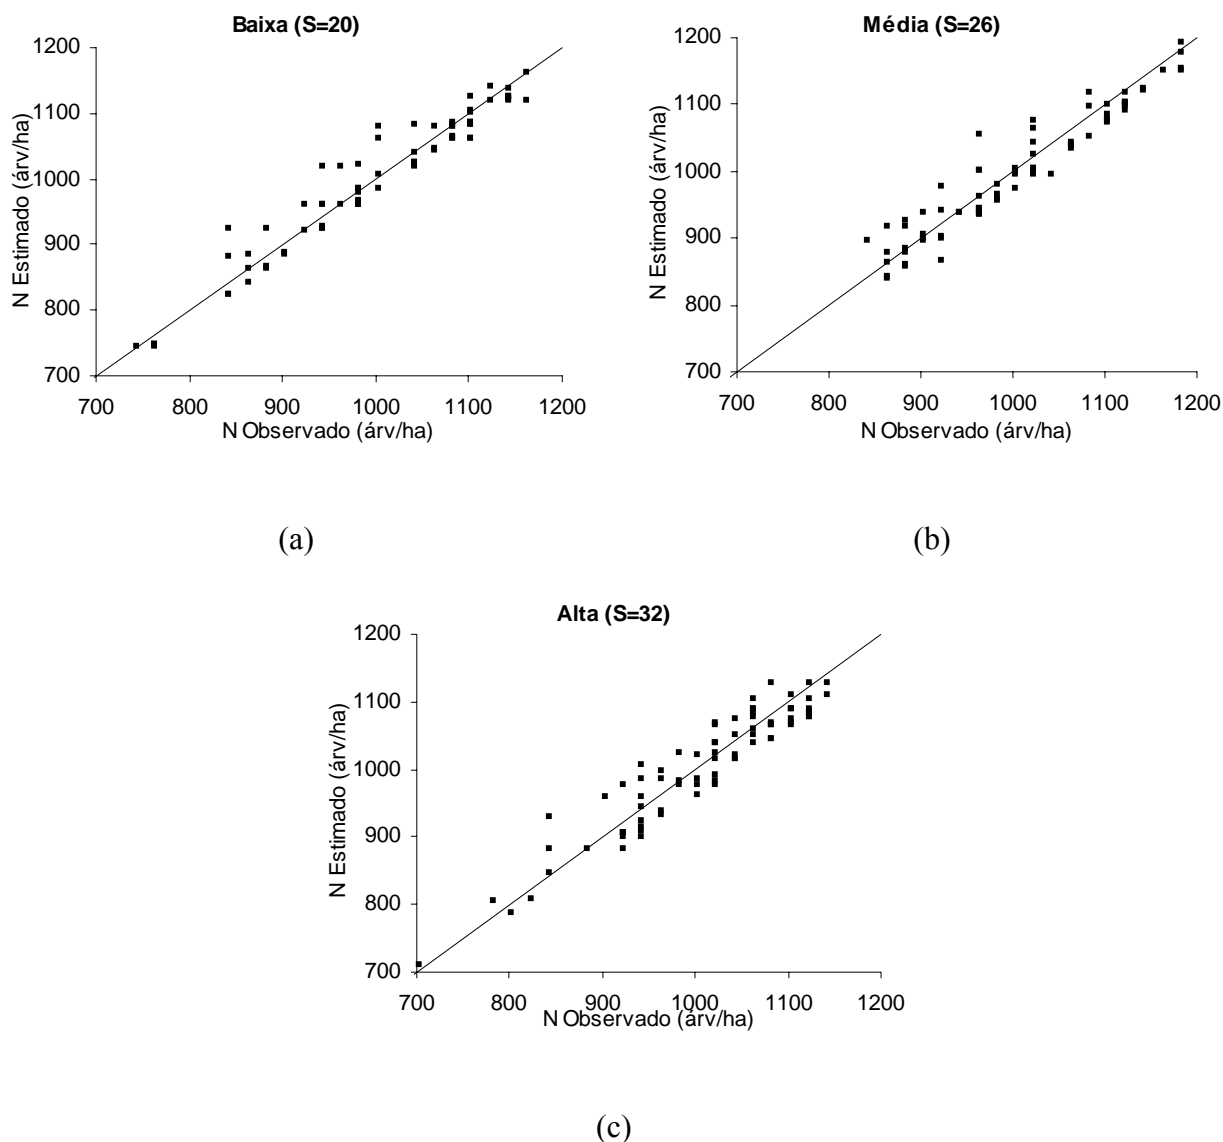 Baixa (S=20)
1200
1100
1000
900
800
700
N Estimado (árv/ha)
700 800 900 1000 1100 1200
N Observado (árv/ha)
(a)
Média (S=26)
1200
1100
1000
900
800
700
N Estimado (árv/ha)
700 800 900 1000 1100 1200
N Observado (árv/ha)
(b)
Alta (S=32)
1200
1100
1000
900
800
700
N Estimado (árv/ha)
700 800 900 1000 1100 1200
N Observado (árv/ha)
(c)